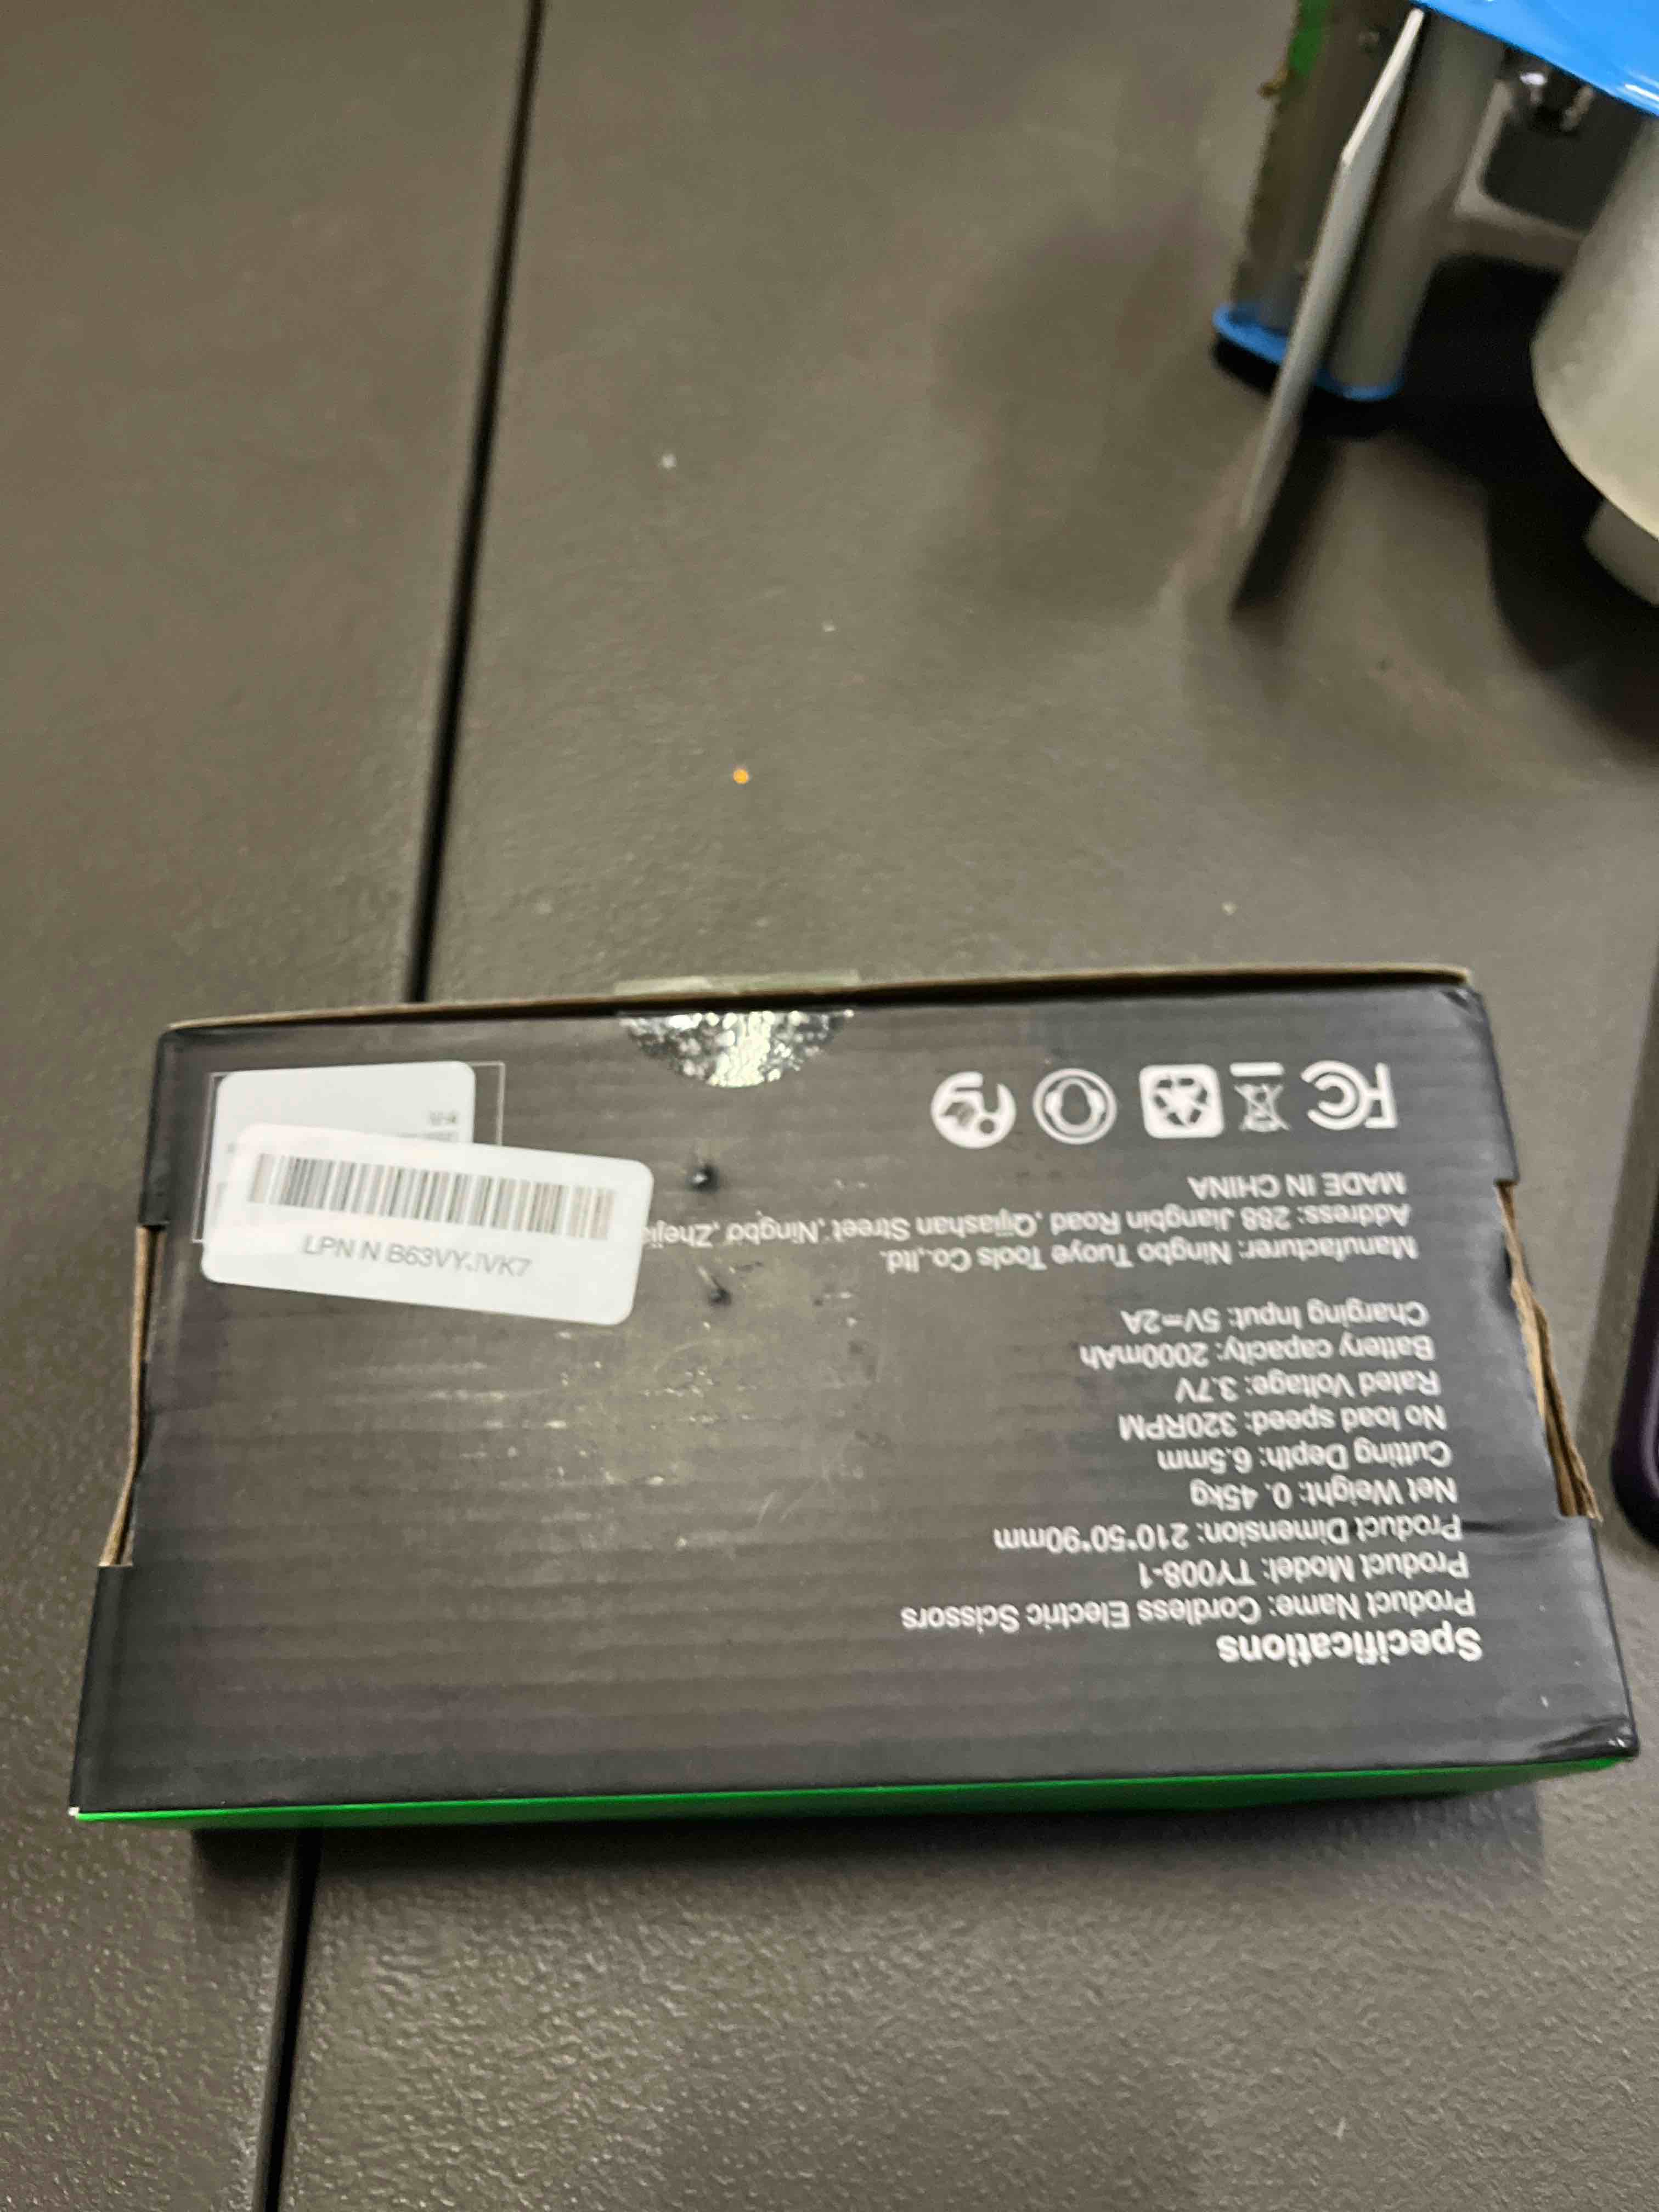 Specifications
Product Name: Cordless Electric Scissors
Product Model: TY008-1
Product Dimension: 210*50*90mm
Net Weight: 0. 45kg
Cutting Depth: 6.5mm
No load speed: 320RPM
Rated Voltage: 3.7V
Battery capacity: 2000mAh
Charging Input: 5V=2A
Manufacturer: Ningbo Tuoye Tools Co.,ltd.
Address: 288 Jiangbin Road ,Qijiashan Street ,Ningbo ,Zhejia
MADE IN CHINA
FC
LPN N B63VYJVK7